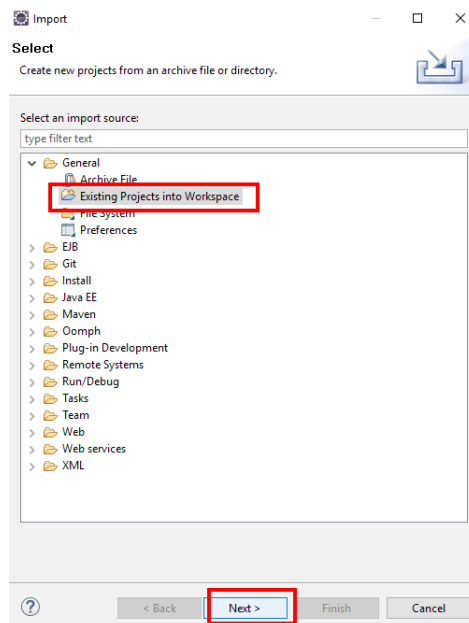 Import
Select
Create new projects from an archive file or directory.
Select an import source:
type filter text
General
Archive File
Existing Projects into Workspace
File System
Preferences
EJB
Git
Install
Java EE
Maven
Oomph
Plug-in Development
Remote Systems
Run/Debug
Tasks
Team
Web
Web services
XML
? < Back Next > Finish Cancel